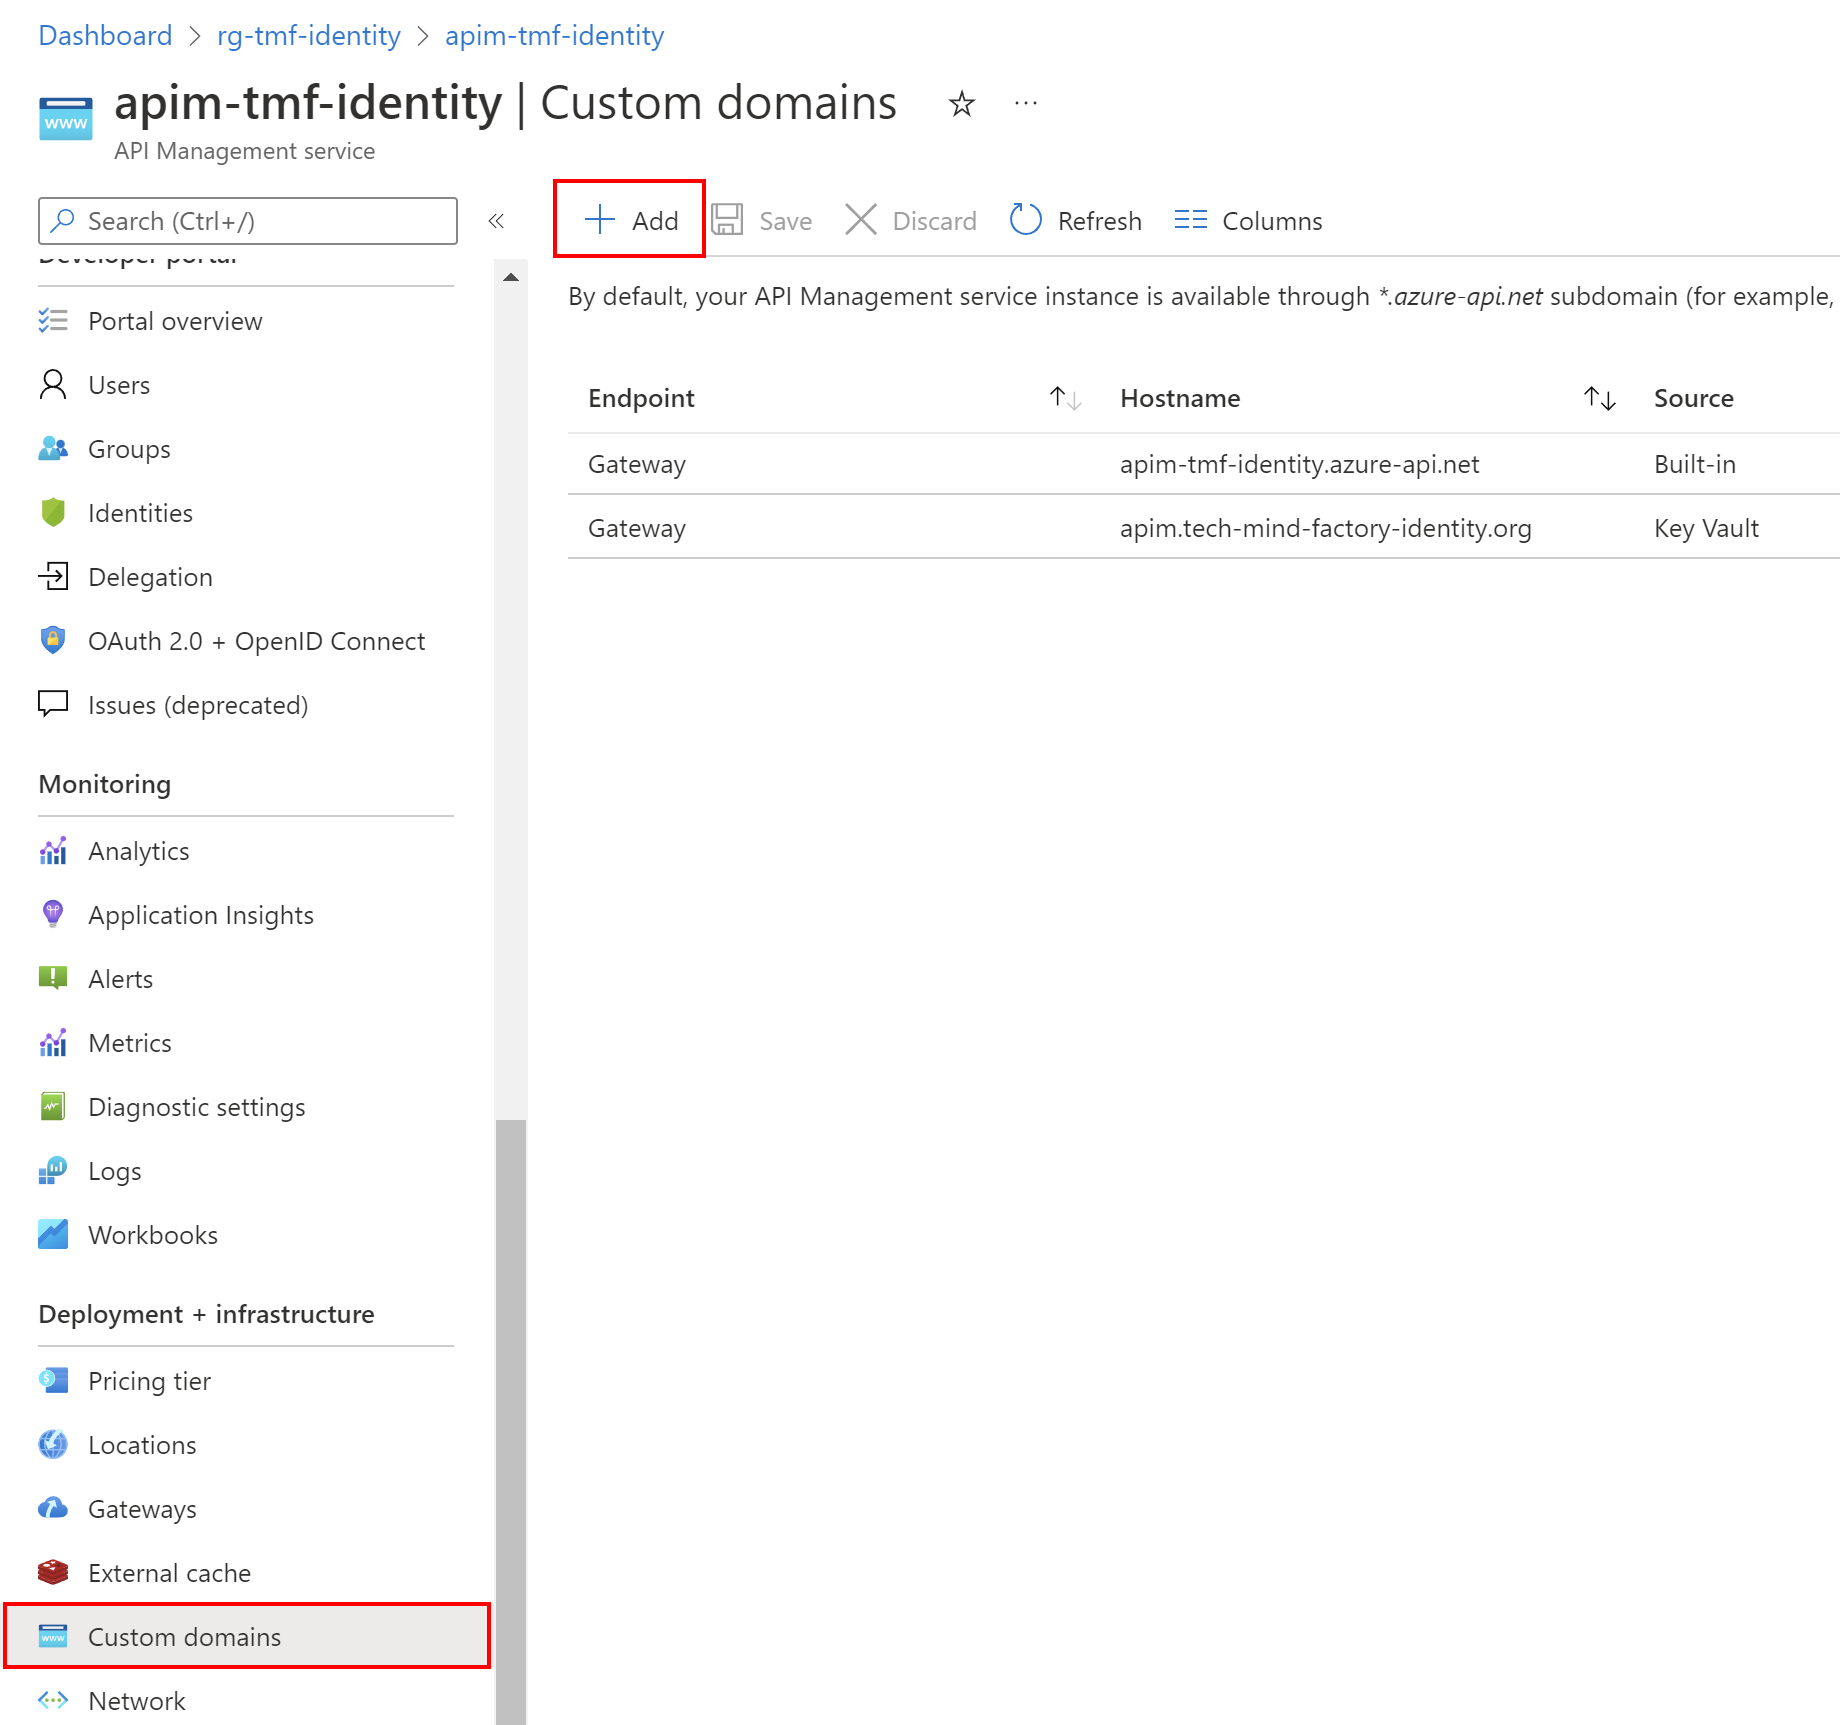 Dashboard > rg-tmf-identity > apim-tmf-identity
apim-tmf-identity | Custom domains
API Management service
Search (Ctrl+/)
Add Save Discard Refresh Columns
By default, your API Management service instance is available through *.azure-api.net subdomain (for example,
Endpoint Hostname Source
Gateway apim-tmf-identity.azure-api.net Built-in
Gateway apim.tech-mind-factory-identity.org Key Vault
Developer portal
Portal overview
Users
Groups
Identities
Delegation
OAuth 2.0 + OpenID Connect
Issues (deprecated)
Monitoring
Analytics
Application Insights
Alerts
Metrics
Diagnostic settings
Logs
Workbooks
Deployment + infrastructure
Pricing tier
Locations
Gateways
External cache
Custom domains
Network